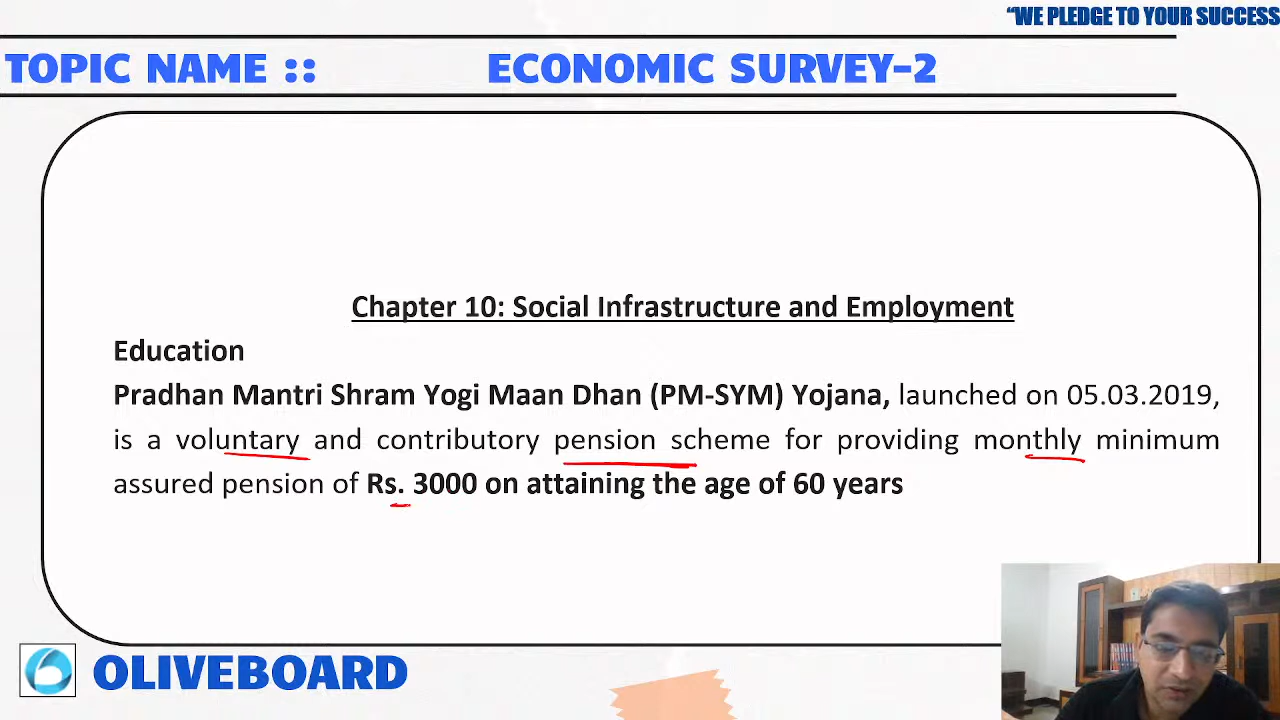 “WE PLEDGE TO YOUR SUCCESS
TOPIC NAME :: ECONOMIC SURVEY-2
Chapter 10: Social Infrastructure and Employment
Education
Pradhan Mantri Shram Yogi Maan Dhan (PM-SYM) Yojana, launched on 05.03.2019,
is a voluntary and contributory pension scheme for providing monthly minimum
assured pension of Rs. 3000 on attaining the age of 60 years
OLIVEBOARD